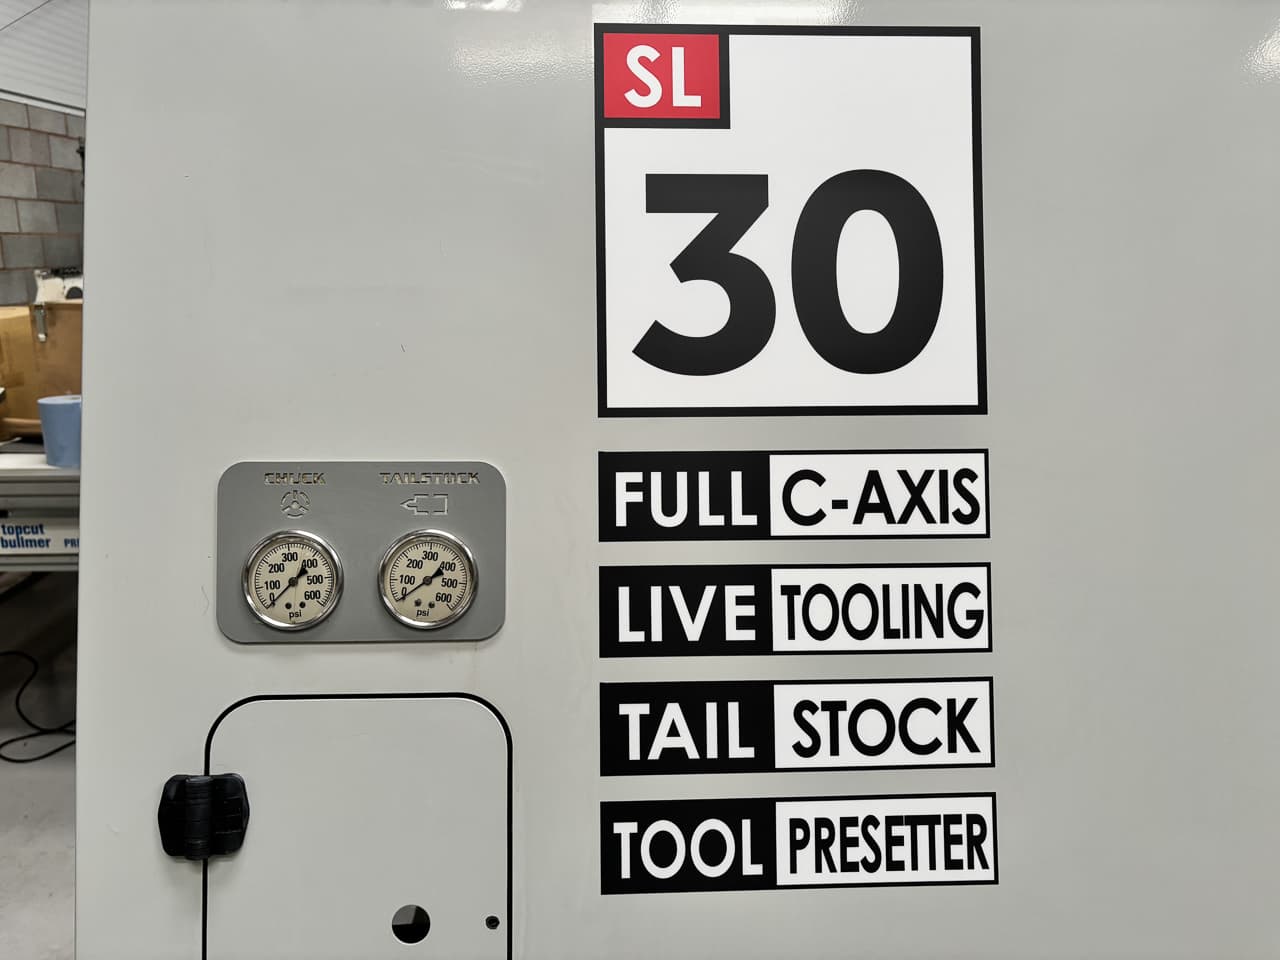 SL
30
FULL C-AXIS
LIVE TOOLING
TAIL STOCK
TOOL PRESETTER
CHUCK
TAILSTOCK
0 100 200 300 400 500 600
psi
0 100 200 300 400 500 600
psi
topcut
bullmer